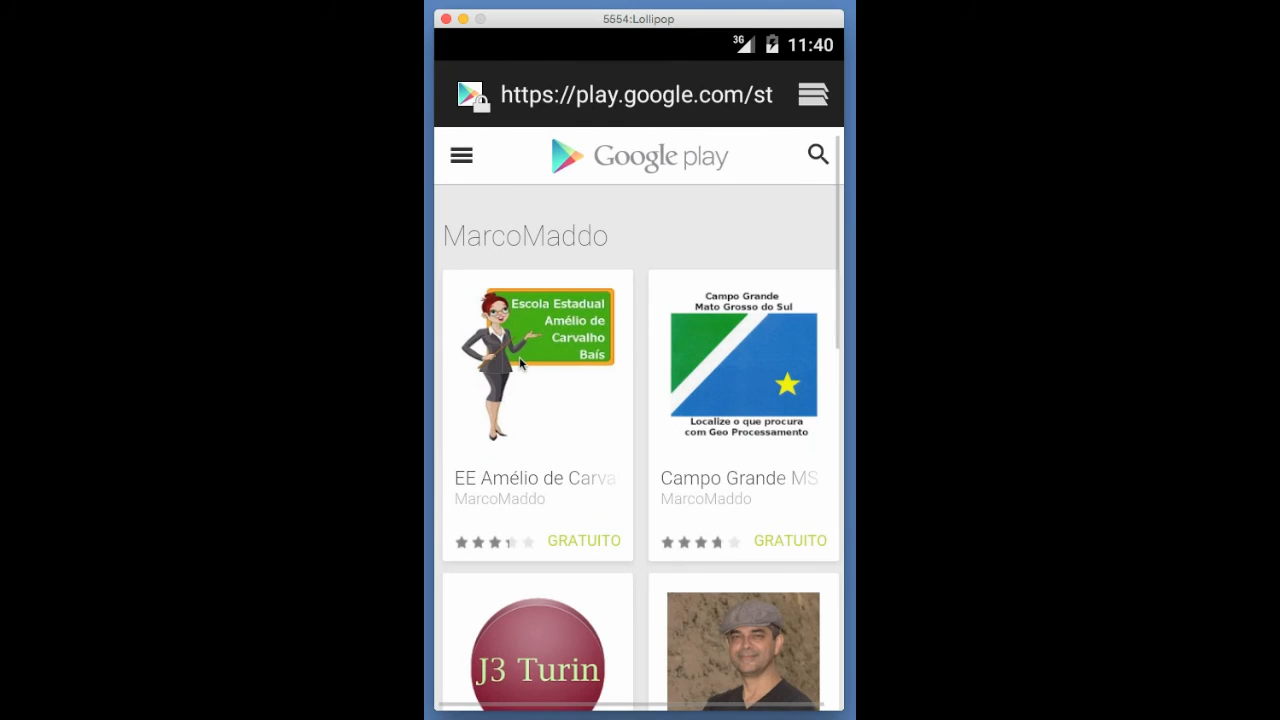 5554:Lollipop
3G 11:40
https://play.google.com/st
Google play
MarcoMaddo
Escola Estadual
Amélio de
Carvalho
Baís
EE Amélio de Carva
MarcoMaddo
GRATUITO
Campo Grande
Mato Grosso do Sul
Localize o que procura
com Geo Processamento
Campo Grande MS
MarcoMaddo
GRATUITO
J3 Turin